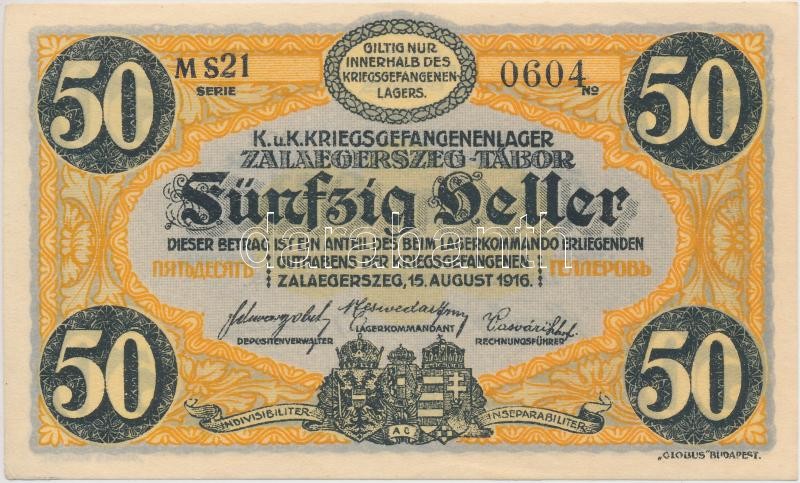 50
50
M S21
SERIE
GILTIG NUR
INNERHALB DES
KRIEGSGEFANGENEN
LAGERS.
0604 No
K.u.K.KRIEGSGEFANGENENLAGER
ZALAEGERSZEG-TÁBOR
Fünfzig Heller
DIESER BETRAG IST EIN ANTEIL DES BEIM LAGERKOMMANDO ERLIEGENDEN
ПЯТЬДЕСЯТЬ GUTHABENS DER KRIEGSGEFANGENEN. ГЕЛЛЕРОВЪ
ZALAEGERSZEG, 15. AUGUST 1916.
DEPOSITENVERWALTER
LAGERKOMMANDANT
RECHNUNGSFÜHRER
50
50
INDIVISIBILITER
INSEPARABILITER
„GLOBUS" BUDAPEST.